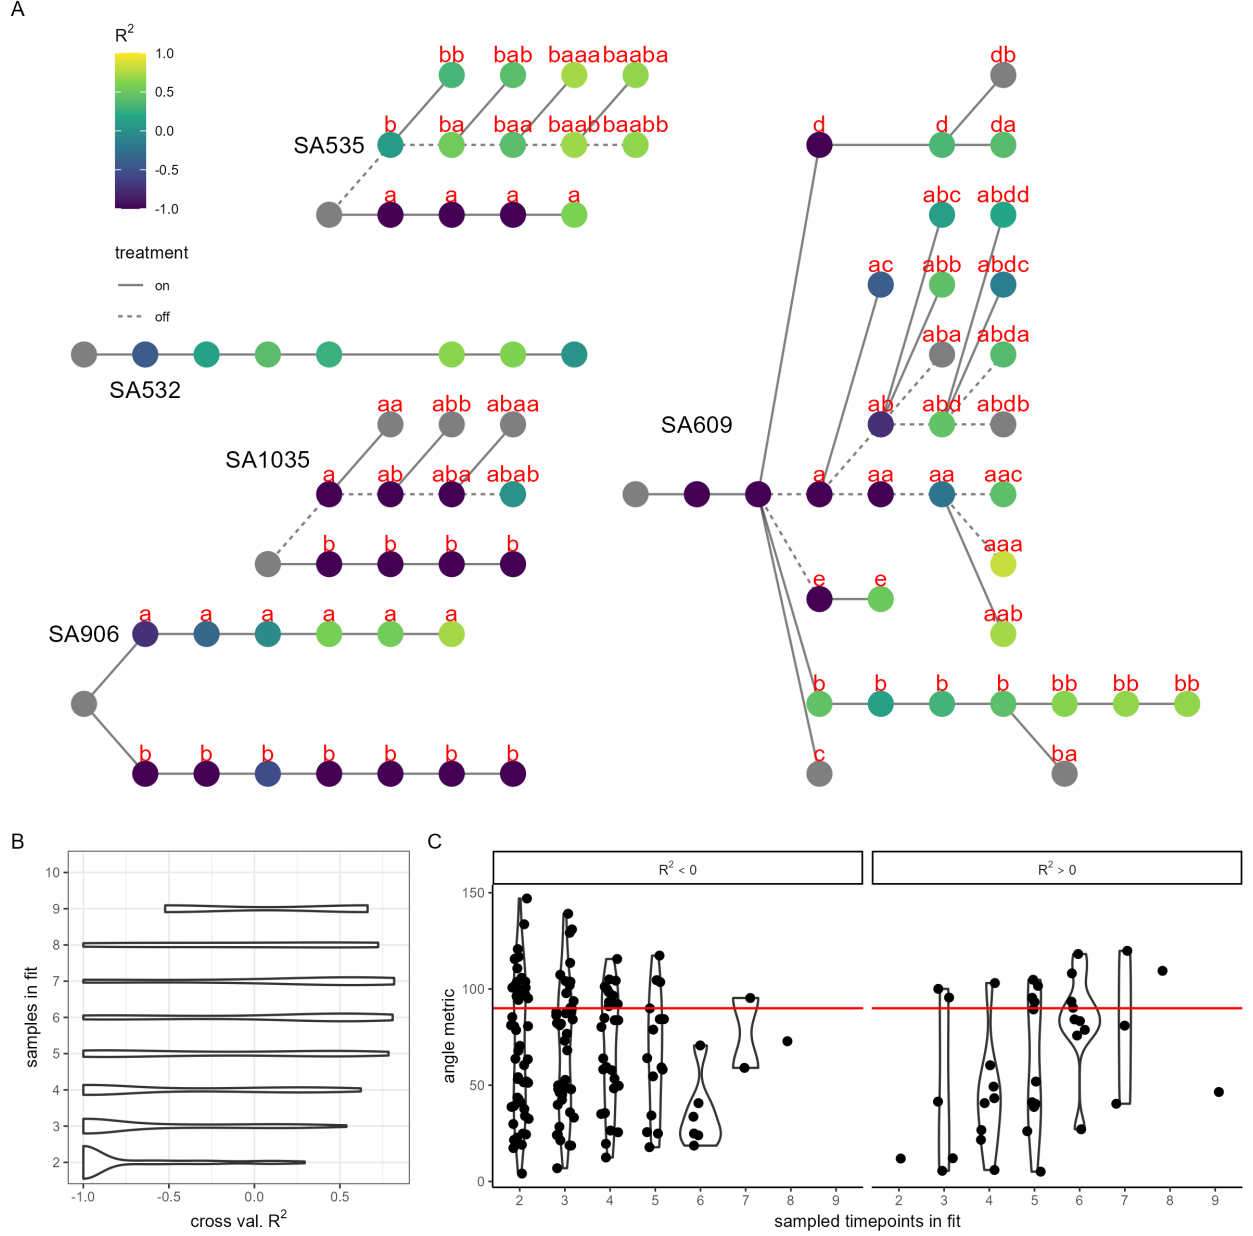 A
R²
1.0
0.5
0.0
-0.5
-1.0
treatment
on
off
bb bab baaa baaba
SA535
b ba baa baab baabb
a a a a
SA532
aa abb abaa
SA1035
a ab aba abab
b b b b
SA906
a a a a a a
b b b b b b b
db
d d da
abc abdd
ac abb abdc
aba abda
SA609
ab abd abdb
a aa aa aac
aaa
e e
aab
b b b b bb bb bb
c ba
B
samples in fit
10
9
8
7
6
5
4
3
2
-1.0 -0.5 0.0 0.5
cross val. R²
C
R² < 0
R² > 0
angle metric
150
100
50
0
2 3 4 5 6 7 8 9
2 3 4 5 6 7 8 9
sampled timepoints in fit